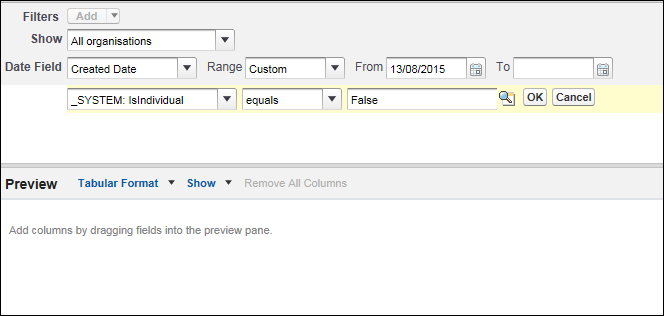 Filters Add
Show All organisations
Date Field Created Date Range Custom From 13/08/2015 To
_SYSTEM: IsIndividual equals False OK Cancel
Preview Tabular Format Show Remove All Columns
Add columns by dragging fields into the preview pane.